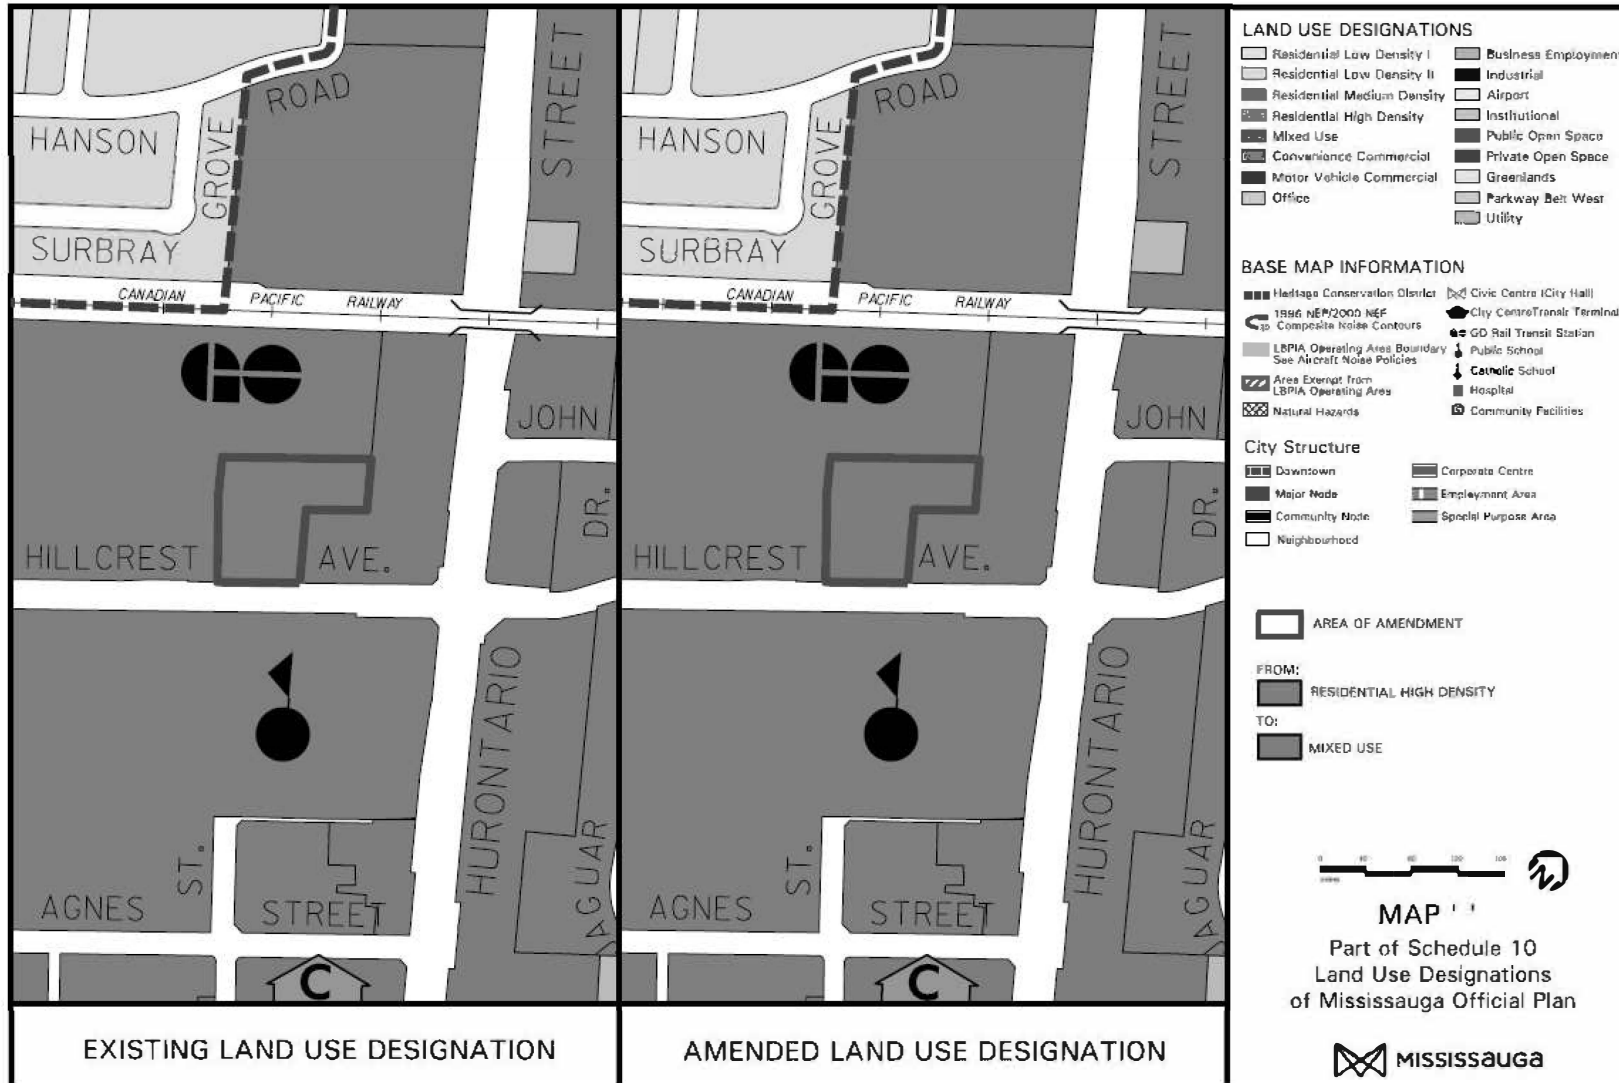 ROAD
STREET
HANSON
GROVE
SURBRAY
CANADIAN PACIFIC RAILWAY
JOHN
DR.
HILLCREST AVE.
HURONTARIO
ST.
JAGUAR
AGNES STREET
C
EXISTING LAND USE DESIGNATION
ROAD
STREET
HANSON
GROVE
SURBRAY
CANADIAN PACIFIC RAILWAY
JOHN
DR.
HILLCREST AVE.
HURONTARIO
ST.
JAGUAR
AGNES STREET
C
AMENDED LAND USE DESIGNATION
LAND USE DESIGNATIONS
Residential Low Density I
Residential Low Density II
Residential Medium Density
Residential High Density
Mixed Use
Convenience Commercial
Motor Vehicle Commercial
Office
Business Employment
Industrial
Airport
Institutional
Public Open Space
Private Open Space
Greenlands
Parkway Belt West
Utility
BASE MAP INFORMATION
Heritage Conservation District
1996 NEP/2000 NEF
Composite Noise Contours
LBPIA Operating Area Boundary
See Aircraft Noise Policies
Area Exempt from
LBPIA Operating Area
Natural Hazards
Civic Centre (City Hall)
City Centre Transit Terminal
GO Rail Transit Station
Public School
Catholic School
Hospital
Community Facilities
City Structure
Downtown
Major Node
Community Node
Neighbourhood
Corporate Centre
Employment Area
Special Purpose Area
AREA OF AMENDMENT
FROM:
RESIDENTIAL HIGH DENSITY
TO:
MIXED USE
MAP
Part of Schedule 10
Land Use Designations
of Mississauga Official Plan
MISSISSAUGA